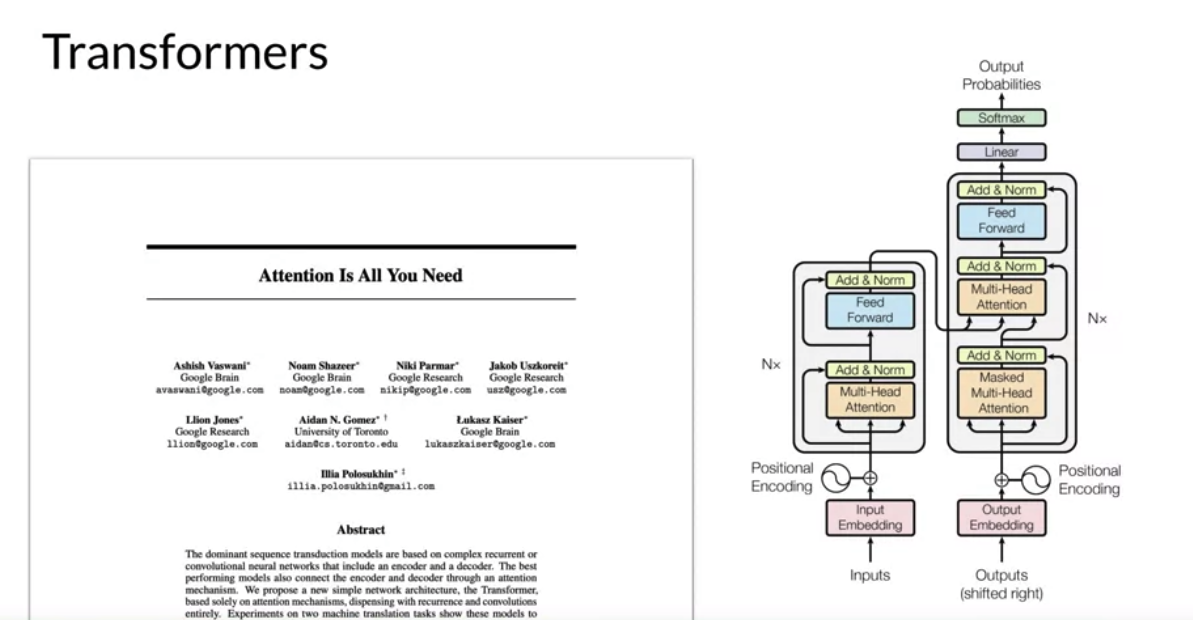 Transformers
Attention Is All You Need
Ashish Vaswani* Noam Shazeer* Niki Parmar* Jakob Uszkoreit*
Google Brain Google Brain Google Research Google Research
avaswani@google.com noam@google.com nikip@google.com usz@google.com
Llion Jones* Aidan N. Gomez* † Łukasz Kaiser*
Google Research University of Toronto Google Brain
llion@google.com aidan@cs.toronto.edu lukaszkaiser@google.com
Illia Polosukhin* ‡
illia.polosukhin@gmail.com
Abstract
The dominant sequence transduction models are based on complex recurrent or
convolutional neural networks that include an encoder and a decoder. The best
performing models also connect the encoder and decoder through an attention
mechanism. We propose a new simple network architecture, the Transformer,
based solely on attention mechanisms, dispensing with recurrence and convolutions
entirely. Experiments on two machine translation tasks show these models to
Output
Probabilities
Softmax
Linear
Add & Norm
Feed
Forward
Add & Norm
Multi-Head
Attention
Nx
Add & Norm
Masked
Multi-Head
Attention
Positional
Encoding
Output
Embedding
Outputs
(shifted right)
Add & Norm
Feed
Forward
Nx
Add & Norm
Multi-Head
Attention
Positional
Encoding
Input
Embedding
Inputs